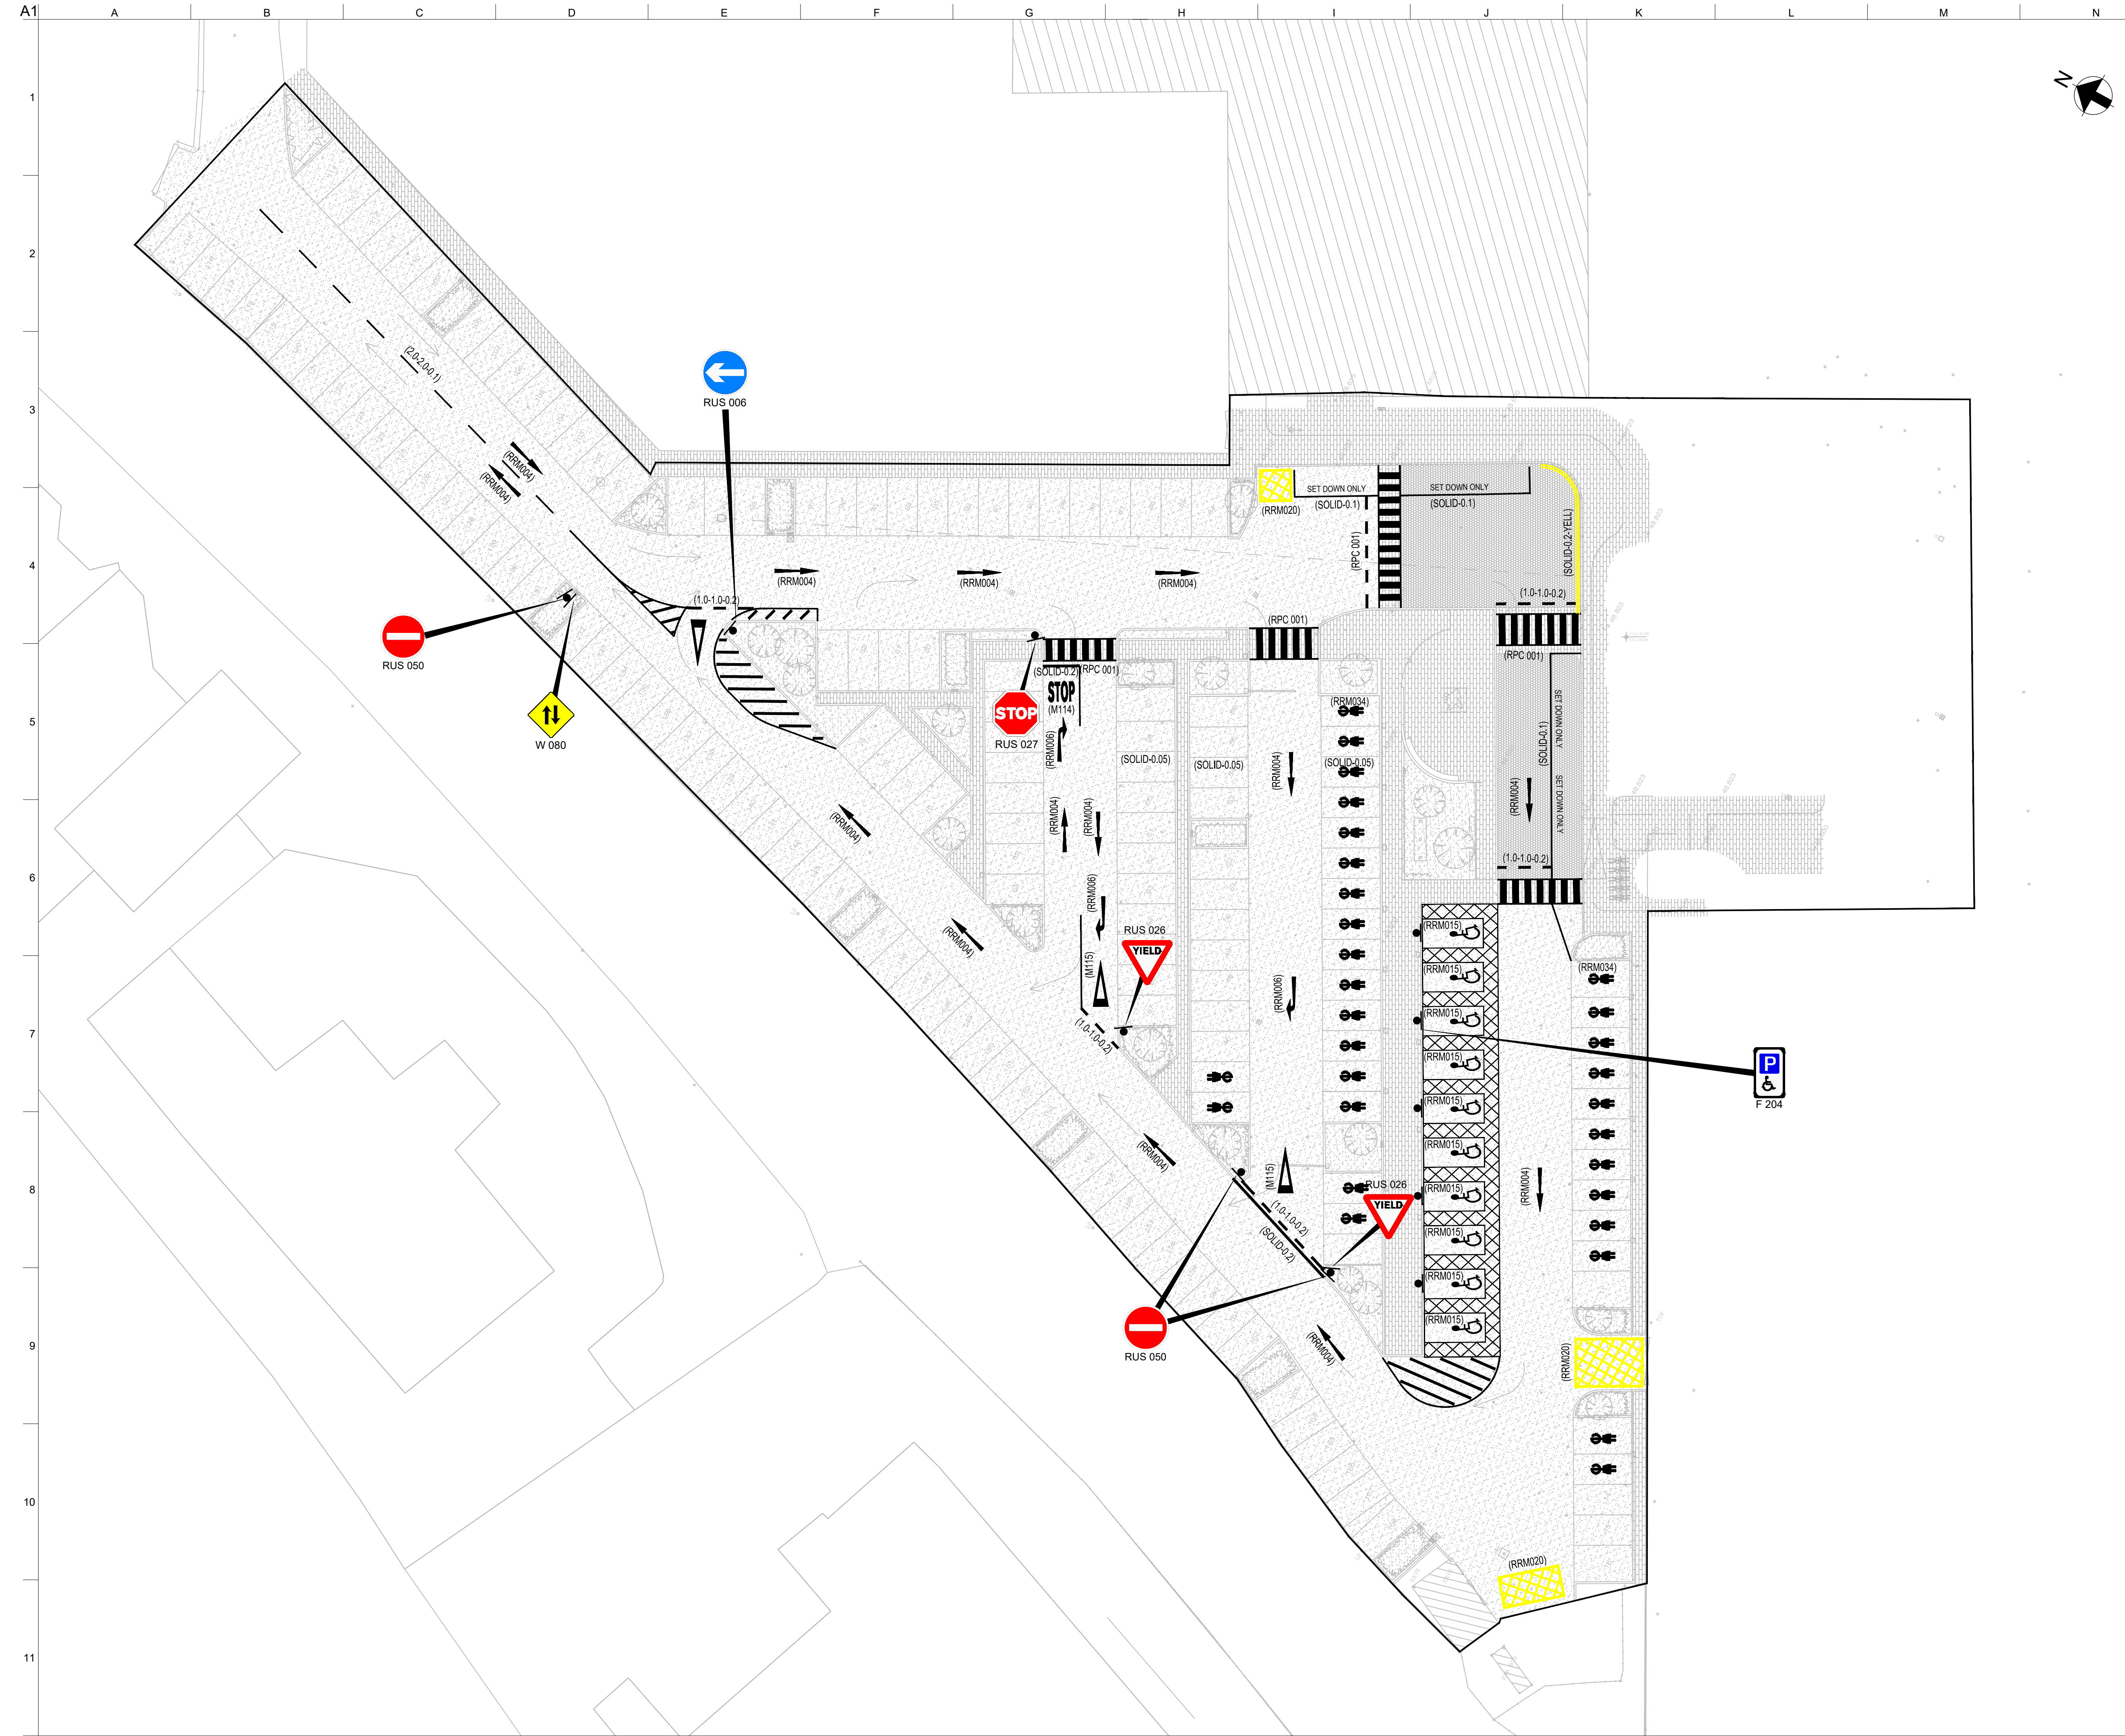 A1
A B C D E F G H I J K L M N
1
N
2
(2.0-2.0-0.1)
RUS 006
3
(RRM004)
(RRM004)
SET DOWN ONLY
SET DOWN ONLY
(RRM020)
(SOLID-0.1)
(SOLID-0.1)
(RPC 001)
(SOLID-0.2-YELL)
4
(RRM004)
(RRM004)
(RRM004)
(1.0-1.0-0.2)
(1.0-1.0-0.2)
(RPC 001)
RUS 050
(SOLID-0.2)
(RPC 001)
(RPC 001)
STOP
(M114)
STOP
RUS 027
W 080
5
(RRM006)
(SOLID-0.05)
(SOLID-0.05)
(RRM034)
(SOLID-0.05)
(RRM004)
(SOLID-0.1)
SET DOWN ONLY
SET DOWN ONLY
(RRM004)
(RRM004)
(RRM004)
(RRM004)
(1.0-1.0-0.2)
6
(RRM006)
(RRM004)
RUS 026
YIELD
(M115)
(RRM015)
(RRM034)
(RRM015)
(RRM006)
(RRM015)
7
(1.0-1.0-0.2)
(RRM015)
P
F 204
(RRM015)
(RRM004)
(RRM015)
(M115)
RUS 026
YIELD
(RRM015)
(RRM004)
8
(1.0-1.0-0.2)
(SOLID-0.2)
(RRM015)
(RRM015)
(RRM015)
RUS 050
(RRM004)
(RRM020)
9
10
(RRM020)
11